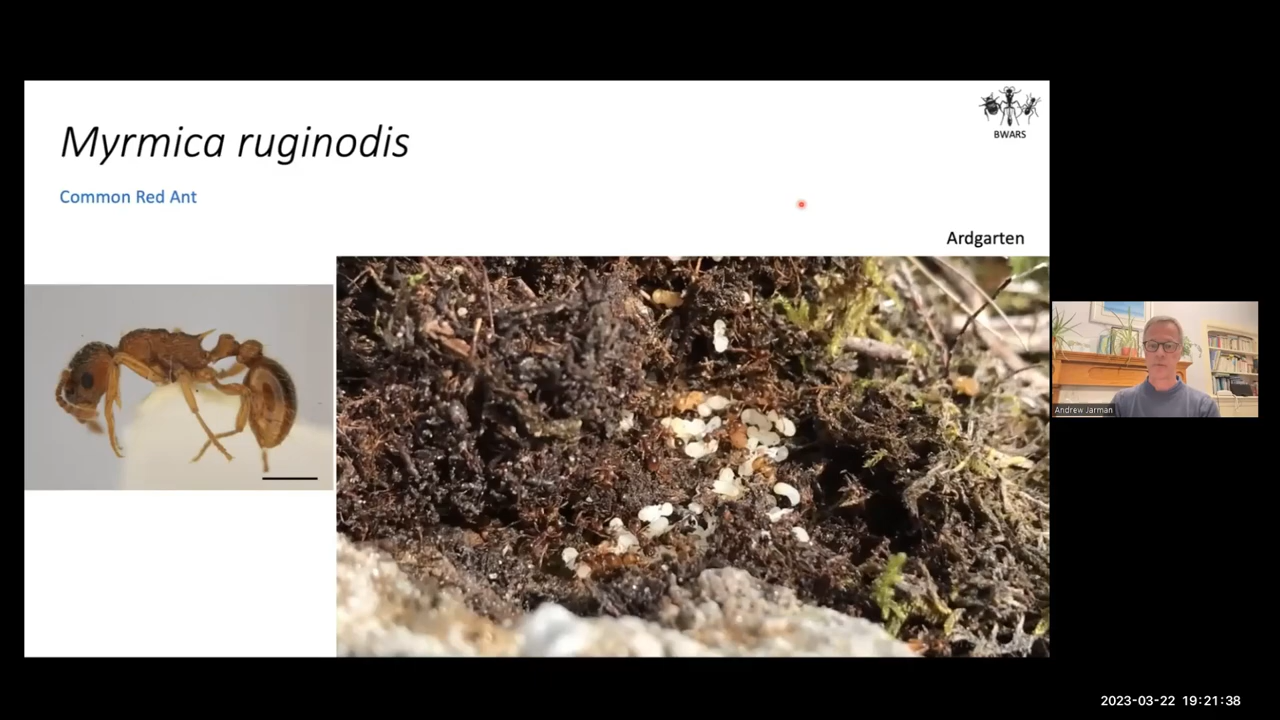 Myrmica ruginodis
BWARS
Common Red Ant
Ardgarten
Andrew Jarman
2023-03-22 19:21:38